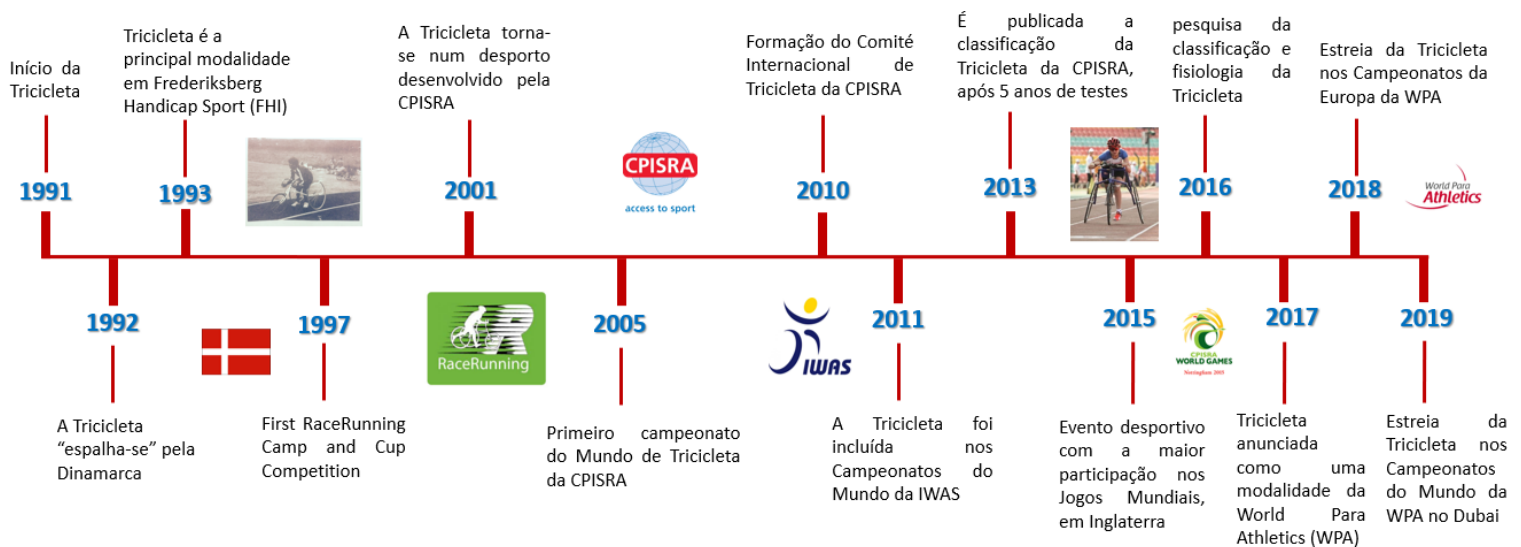 Início da
Tricicleta
1991
Tricicleta é a
principal modalidade
em Frederiksberg
Handicap Sport (FHI)
1993
A Tricicleta torna-
se num desporto
desenvolvido pela
CPISRA
2001
CPISRA
access to sport
Formação do Comité
Internacional de
Tricicleta da CPISRA
2010
É publicada a
classificação da
Tricicleta da CPISRA,
após 5 anos de testes
2013
pesquisa da
classificação e
fisiologia da
Tricicleta
2016
Estreia da Tricicleta
nos Campeonatos da
Europa da WPA
2018
World Para
Athletics
1992
A Tricicleta
“espalha-se” pela
Dinamarca
1997
First RaceRunning
Camp and Cup
Competition
R
RaceRunning
2005
Primeiro campeonato
do Mundo de Tricicleta
da CPISRA
IWAS
2011
A Tricicleta foi
incluída nos
Campeonatos do
Mundo da IWAS
2015
Evento desportivo
com a maior
participação nos
Jogos Mundiais,
em Inglaterra
CPISRA
WORLD GAMES
Nottingham 2015
2017
Tricicleta
anunciada
como uma
modalidade da
World Para
Athletics (WPA)
2019
Estreia da
Tricicleta nos
Campeonatos
do Mundo da
WPA no Dubai